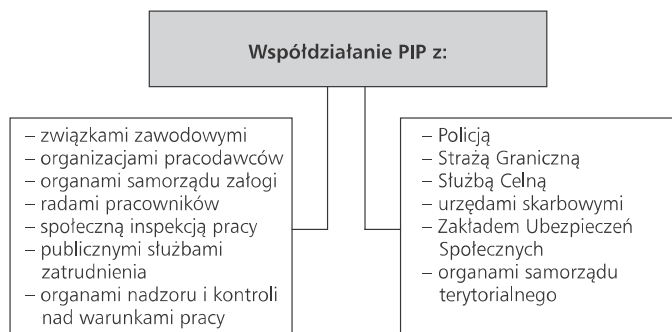 Współdziałanie PIP z:
– związkami zawodowymi
– organizacjami pracodawców
– organami samorządu załogi
– radami pracowników
– społeczną inspekcją pracy
– publicznymi służbami
zatrudnienia
– organami nadzoru i kontroli
nad warunkami pracy
– Policją
– Strażą Graniczną
– Służbą Celną
– urzędami skarbowymi
– Zakładem Ubezpieczeń
Społecznych
– organami samorządu
terytorialnego